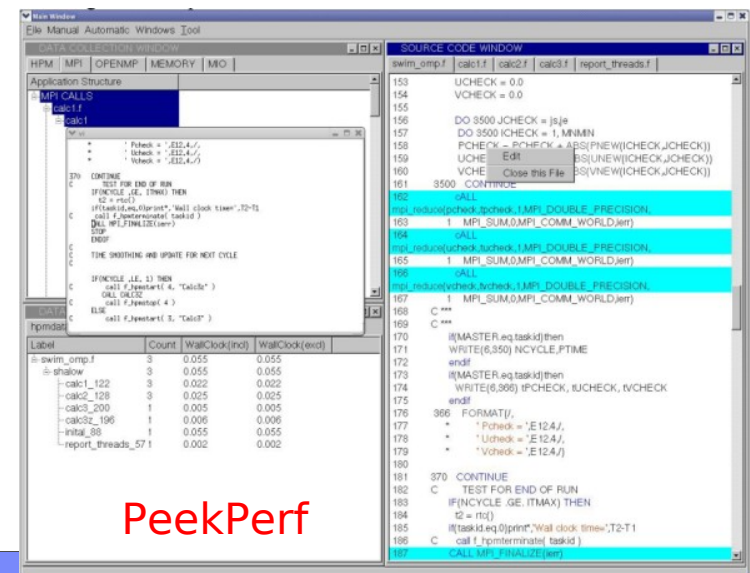 Main Window
File Manual Automatic Windows Tool
DATA COLLECTION WINDOW
HPM MPI OPENMP MEMORY MIO
Application Structure
MPI CALLS
calc1.f
calc1
vi
* ' Pcheck = ',E12.4,/,
* ' Ucheck = ',E12.4,/,
* ' Vcheck = ',E12.4,/)
370 CONTINUE
C TEST FOR END OF RUN
IF(NCYCLE .GE. ITMAX) THEN
t2 = rtc()
if(taskid.eq.0)print*,'Wall clock time=',T2-T1
C call f_hpmterminate( taskid )
CALL MPI_FINALIZE(ierr)
STOP
ENDIF
C
C TIME SMOOTHING AND UPDATE FOR NEXT CYCLE
C
IF(NCYCLE .LE. 1) THEN
C call f_hpmstart( 4, "Calc3z" )
CALL CALC3Z
C call f_hpmstop( 4 )
ELSE
C call f_hpmstart( 3, "Calc3" )
DATA
hpmdat
Label Count WallClock(incl) WallClock(excl)
swim_omp.f 3 0.055 0.055
shalow 3 0.055 0.055
calc1_122 3 0.022 0.022
calc2_128 3 0.025 0.025
calc3_200 1 0.005 0.005
calc3z_196 1 0.006 0.006
inital_88 1 0.055 0.055
report_threads_57 1 0.002 0.002
PeekPerf
SOURCE CODE WINDOW
swim_omp.f calc1.f calc2.f calc3.f report_threads.f
153 UCHECK = 0.0
154 VCHECK = 0.0
155
156 DO 3500 JCHECK = js,je
157 DO 3500 ICHECK = 1, MNMIN
158 PCHECK = PCHECK + ABS(PNEW(ICHECK,JCHECK))
159 UCHE ABS(UNEW(ICHECK,JCHECK))
160 VCHE ABS(VNEW(ICHECK,JCHECK))
Edit
Close this File
161 3500 CONTINUE
162 cALL
mpi_reduce(pcheck,tpcheck,1,MPI_DOUBLE_PRECISION,
163 1 MPI_SUM,0,MPI_COMM_WORLD,ierr)
164 cALL
mpi_reduce(ucheck,tucheck,1,MPI_DOUBLE_PRECISION,
165 1 MPI_SUM,0,MPI_COMM_WORLD,ierr)
166 cALL
mpi_reduce(vcheck,tvcheck,1,MPI_DOUBLE_PRECISION,
167 1 MPI_SUM,0,MPI_COMM_WORLD,ierr)
168 C ***
169 C ***
170 if(MASTER.eq.taskid)then
171 WRITE(6,350) NCYCLE,PTIME
172 endif
173 if(MASTER.eq.taskid)then
174 WRITE(6,366) tPCHECK, tUCHECK, tVCHECK
175 endif
176 366 FORMAT(/,
177 * ' Pcheck = ',E12.4,/,
178 * ' Ucheck = ',E12.4,/,
179 * ' Vcheck = ',E12.4,/)
180
181 370 CONTINUE
182 C TEST FOR END OF RUN
183 IF(NCYCLE .GE. ITMAX) THEN
184 t2 = rtc()
185 if(taskid.eq.0)print*,'Wall clock time=',T2-T1
186 C call f_hpmterminate( taskid )
187 CALL MPI_FINALIZE(ierr)